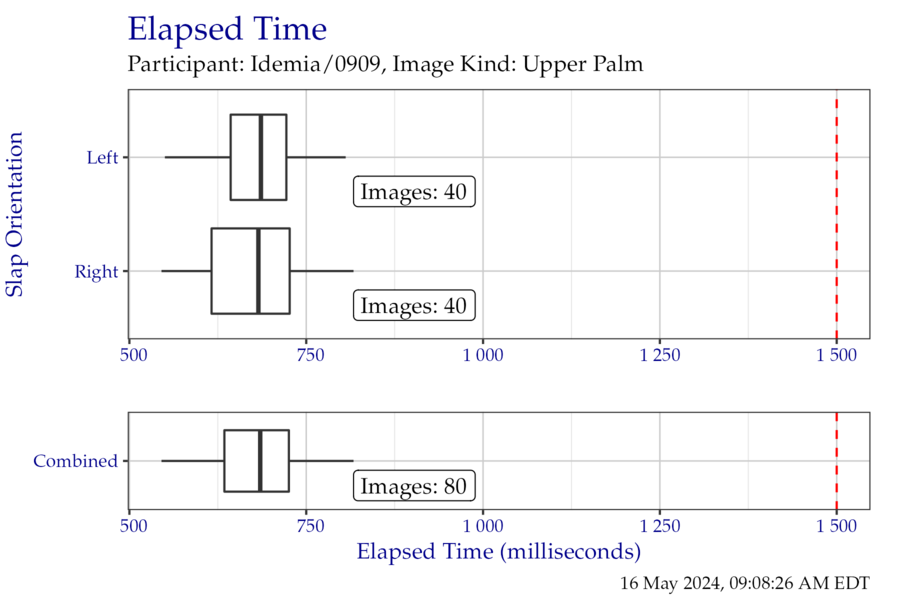 Elapsed Time
Participant: Idemia/0909, Image Kind: Upper Palm
Slap Orientation
Left
Images: 40
Right
Images: 40
500 750 1 000 1 250 1 500
Combined
Images: 80
500 750 1 000 1 250 1 500
Elapsed Time (milliseconds)
16 May 2024, 09:08:26 AM EDT